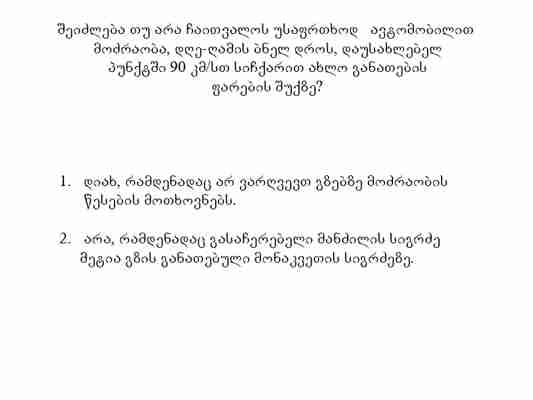 შეიძლება თუ არა ჩაითვალოს უსაფრთხოდ ავტომობილით
მოძრაობა, დღე-ღამის ბნელ დროს, დაუსახლებელ
პუნქტში 90 კმ/სთ სიჩქარით ახლო განათების
ფარების შუქზე?
1. დიახ, რამდენადაც არ ვარღვევთ გზებზე მოძრაობის
წესების მოთხოვნებს.
2. არა, რამდენადაც გასაჩერებელი მანძილის სიგრძე
მეტია გზის განათებული მონაკვეთის სიგრძეზე.